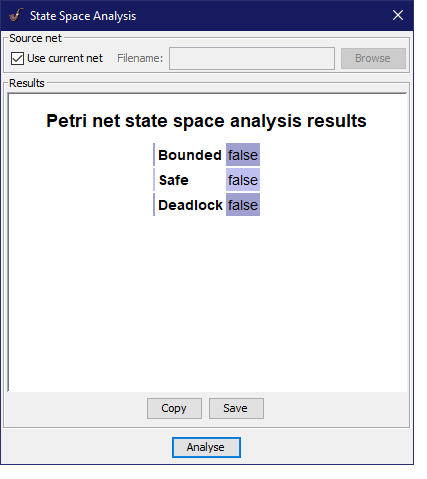 State Space Analysis
Source net
Use current net Filename: Browse
Results
Petri net state space analysis results
Bounded false
Safe false
Deadlock false
Copy Save
Analyse